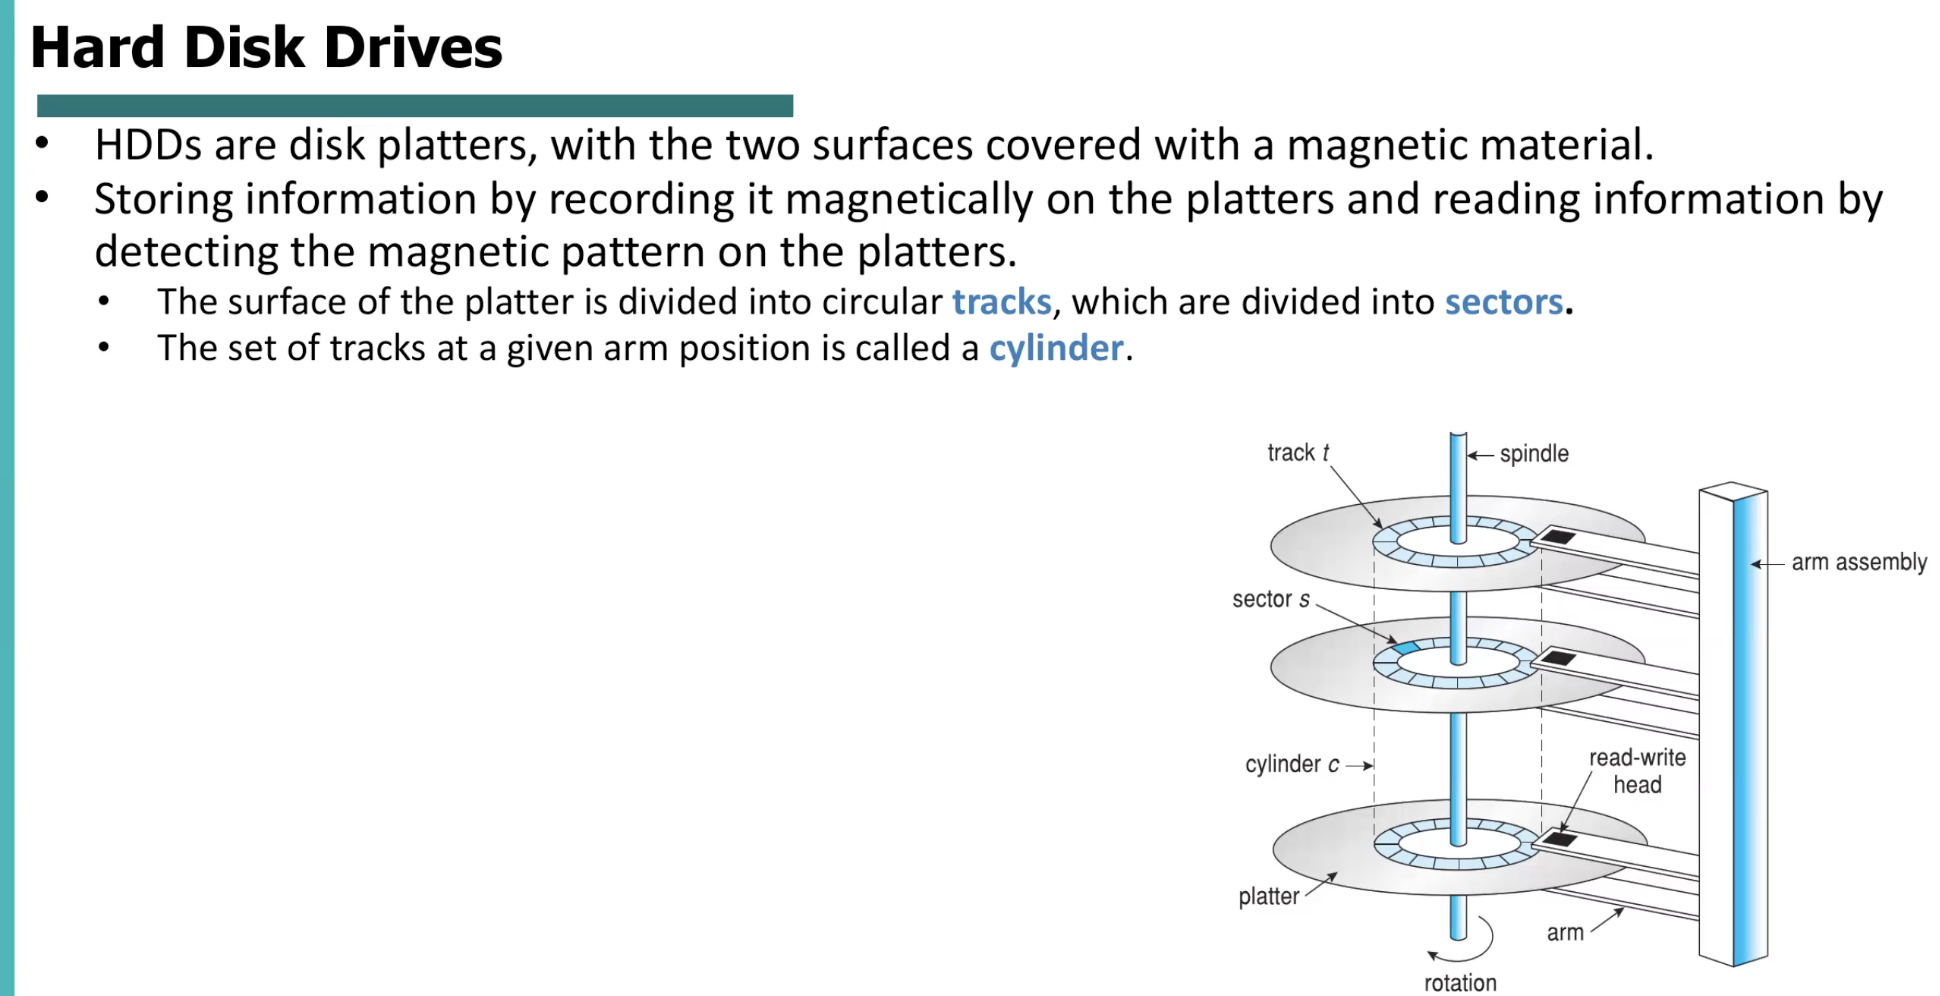 Hard Disk Drives
• HDDs are disk platters, with the two surfaces covered with a magnetic material.
• Storing information by recording it magnetically on the platters and reading information by
detecting the magnetic pattern on the platters.
• The surface of the platter is divided into circular tracks, which are divided into sectors.
• The set of tracks at a given arm position is called a cylinder.
track t
spindle
arm assembly
sector s
cylinder c
read-write
head
platter
arm
rotation